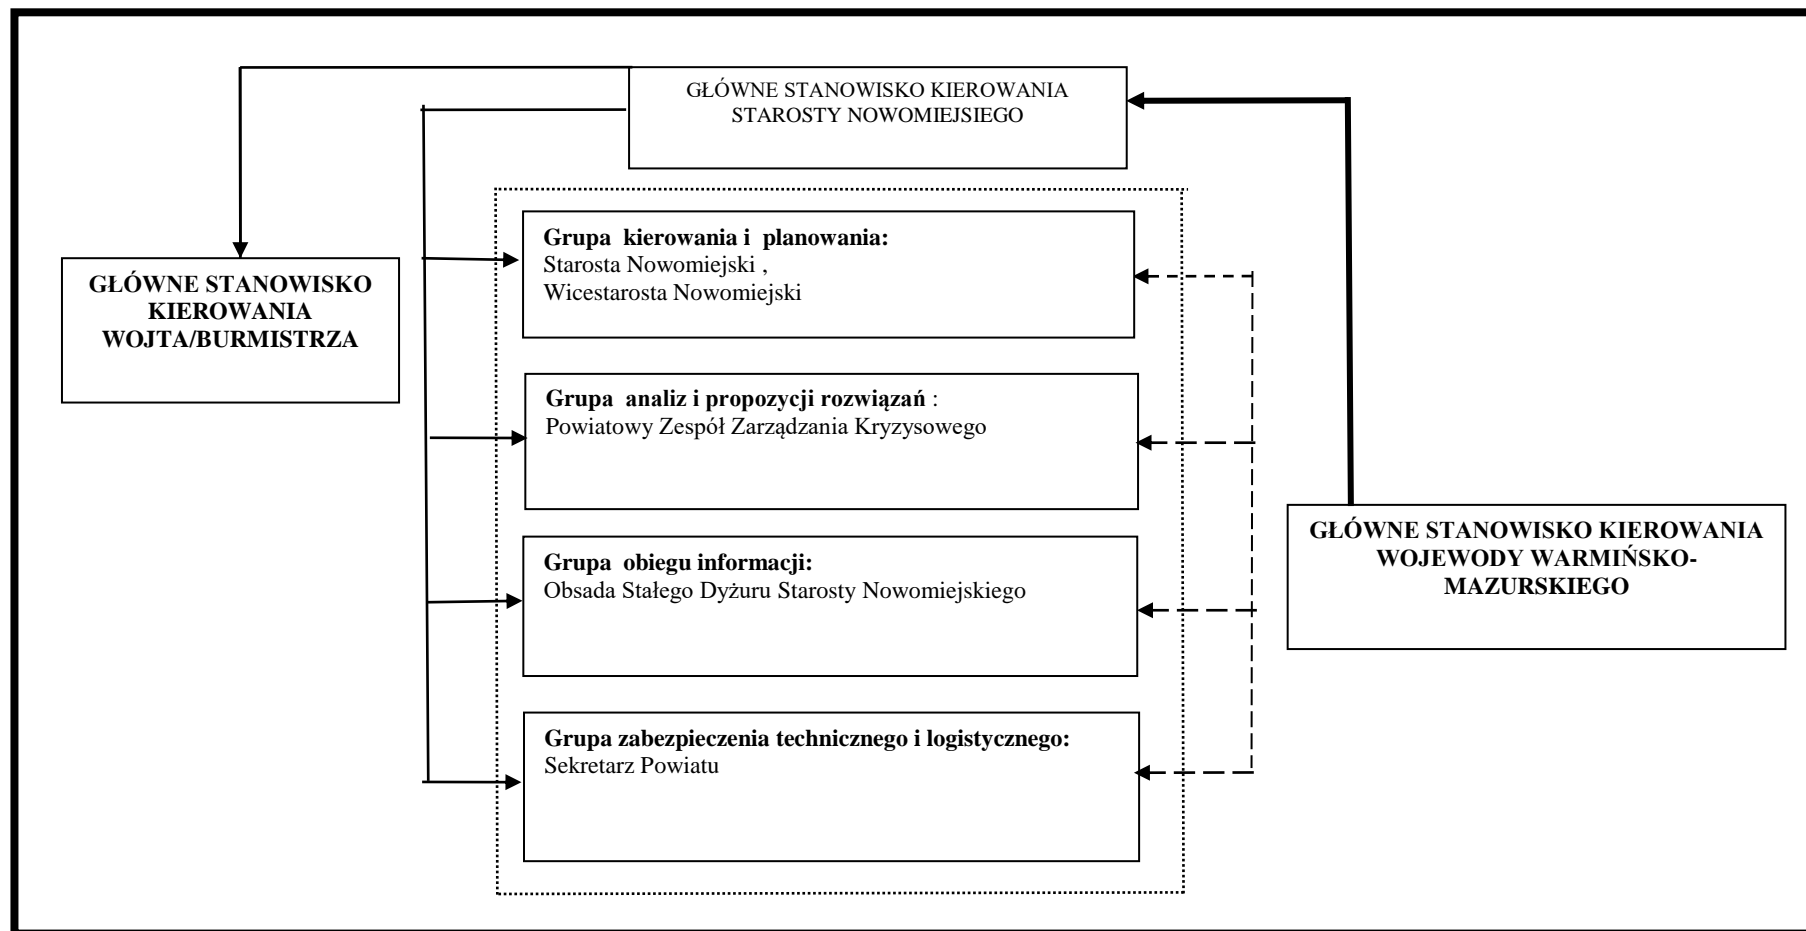 GŁÓWNE STANOWISKO KIEROWANIA
STAROSTY NOWOMIEJSIEGO
Grupa kierowania i planowania:
Starosta Nowomiejski ,
Wicestarosta Nowomiejski
GŁÓWNE STANOWISKO
KIEROWANIA
WOJTA/BURMISTRZA
Grupa analiz i propozycji rozwiązań :
Powiatowy Zespół Zarządzania Kryzysowego
GŁÓWNE STANOWISKO KIEROWANIA
WOJEWODY WARMIŃSKO-
MAZURSKIEGO
Grupa obiegu informacji:
Obsada Stałego Dyżuru Starosty Nowomiejskiego
Grupa zabezpieczenia technicznego i logistycznego:
Sekretarz Powiatu